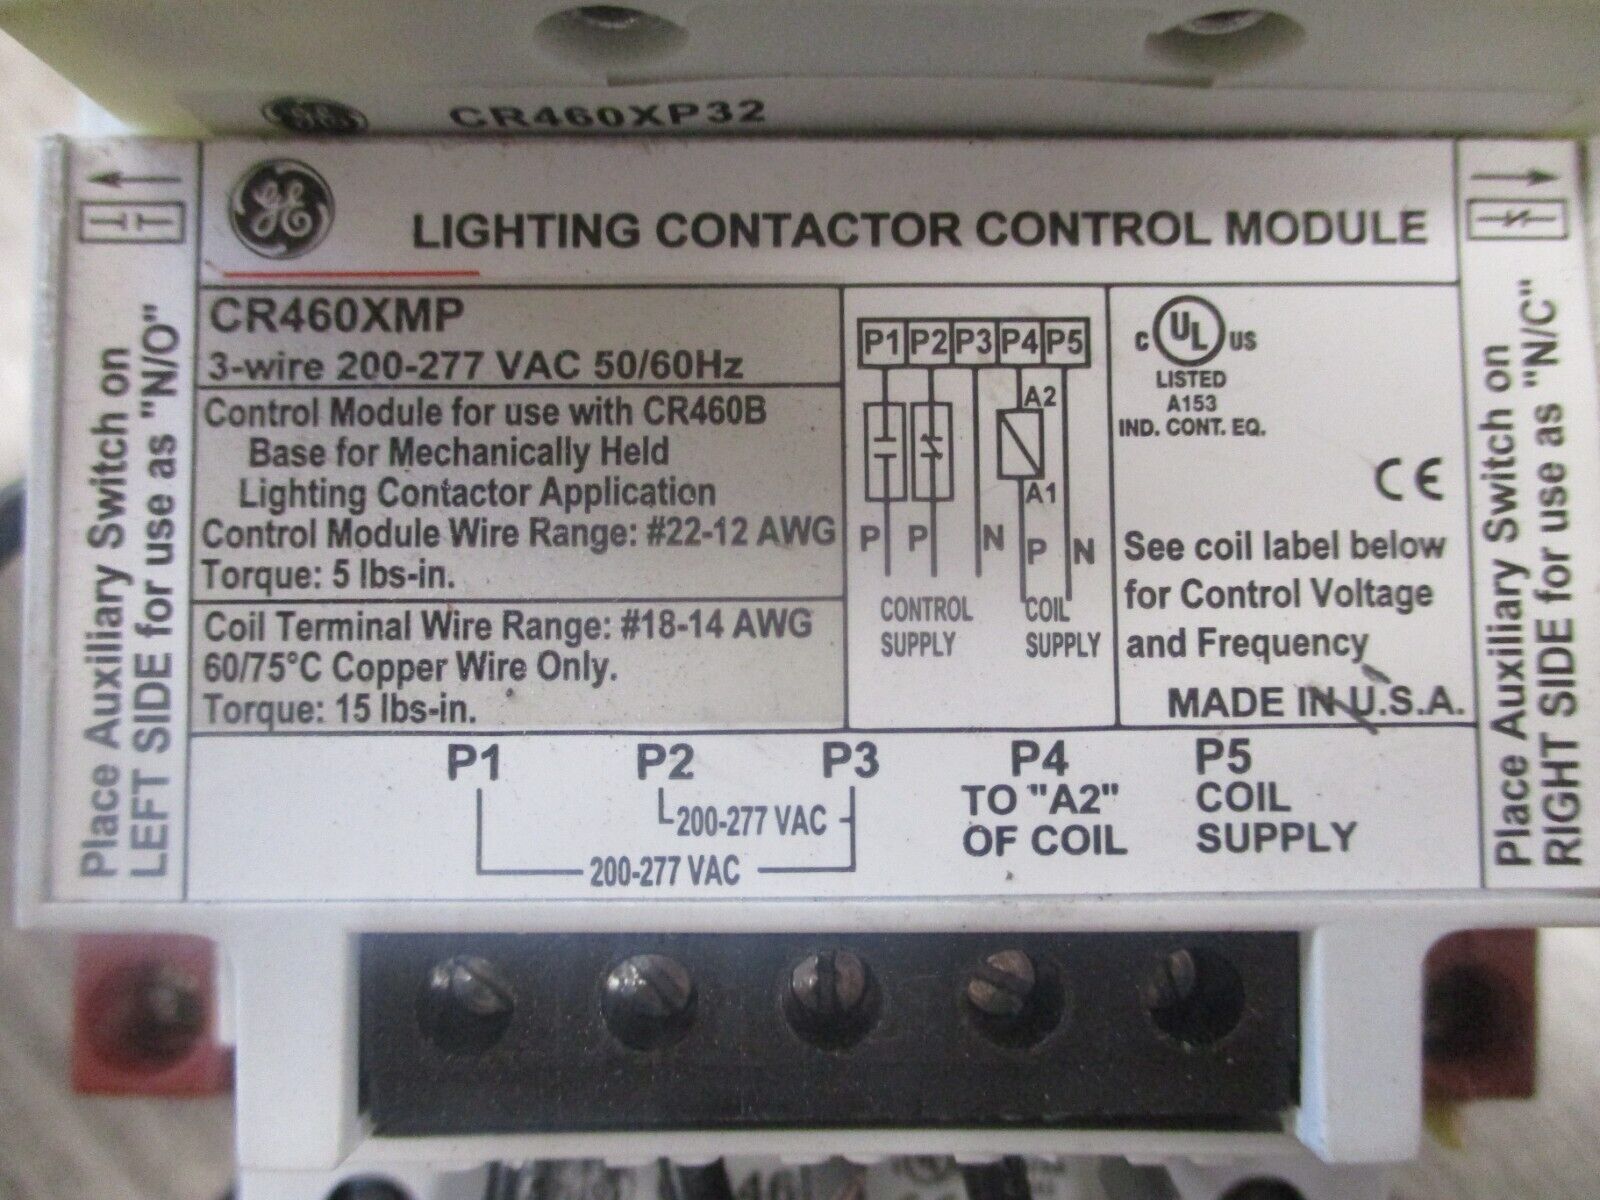 CR460XP32
GE
LIGHTING CONTACTOR CONTROL MODULE
Place Auxiliary Switch on
LEFT SIDE for use as "N/O"
CR460XMP
3-wire 200-277 VAC 50/60Hz
Control Module for use with CR460B
Base for Mechanically Held
Lighting Contactor Application
Control Module Wire Range: #22-12 AWG
Torque: 5 lbs-in.
Coil Terminal Wire Range: #18-14 AWG
60/75°C Copper Wire Only.
Torque: 15 lbs-in.
P1 P2 P3 P4 P5
A2
A1
P P N P N
CONTROL SUPPLY
COIL SUPPLY
C UL US
LISTED
A153
IND. CONT. EQ.
CE
See coil label below
for Control Voltage
and Frequency
MADE IN U.S.A.
Place Auxiliary Switch on
RIGHT SIDE for use as "N/C"
P1 P2 P3 P4 P5
200-277 VAC
200-277 VAC
TO "A2"
OF COIL
COIL
SUPPLY